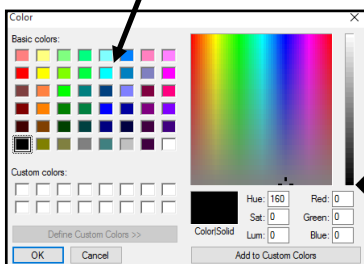 Color
Basic colors:
Custom colors:
Define Custom Colors >>
OK Cancel
Color|Solid
Hue: 160 Red: 0
Sat: 0 Green: 0
Lum: 0 Blue: 0
Add to Custom Colors